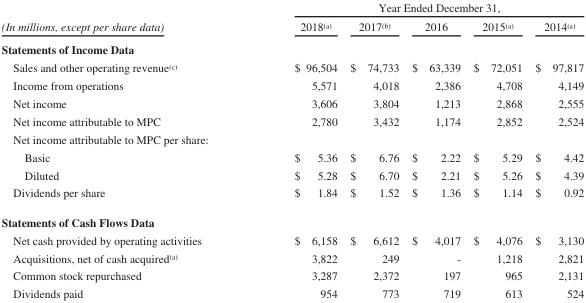 Year Ended December 31,
(In millions, except per share data) 2018(a) 2017(b) 2016 2015(a) 2014(a)
Statements of Income Data
Sales and other operating revenue(c) $ 96,504 $ 74,733 $ 63,339 $ 72,051 $ 97,817
Income from operations 5,571 4,018 2,386 4,708 4,149
Net income 3,606 3,804 1,213 2,868 2,555
Net income attributable to MPC 2,780 3,432 1,174 2,852 2,524
Net income attributable to MPC per share:
Basic $ 5.36 $ 6.76 $ 2.22 $ 5.29 $ 4.42
Diluted $ 5.28 $ 6.70 $ 2.21 $ 5.26 $ 4.39
Dividends per share $ 1.84 $ 1.52 $ 1.36 $ 1.14 $ 0.92
Statements of Cash Flows Data
Net cash provided by operating activities $ 6,158 $ 6,612 $ 4,017 $ 4,076 $ 3,130
Acquisitions, net of cash acquired(a) 3,822 249 - 1,218 2,821
Common stock repurchased 3,287 2,372 197 965 2,131
Dividends paid 954 773 719 613 524